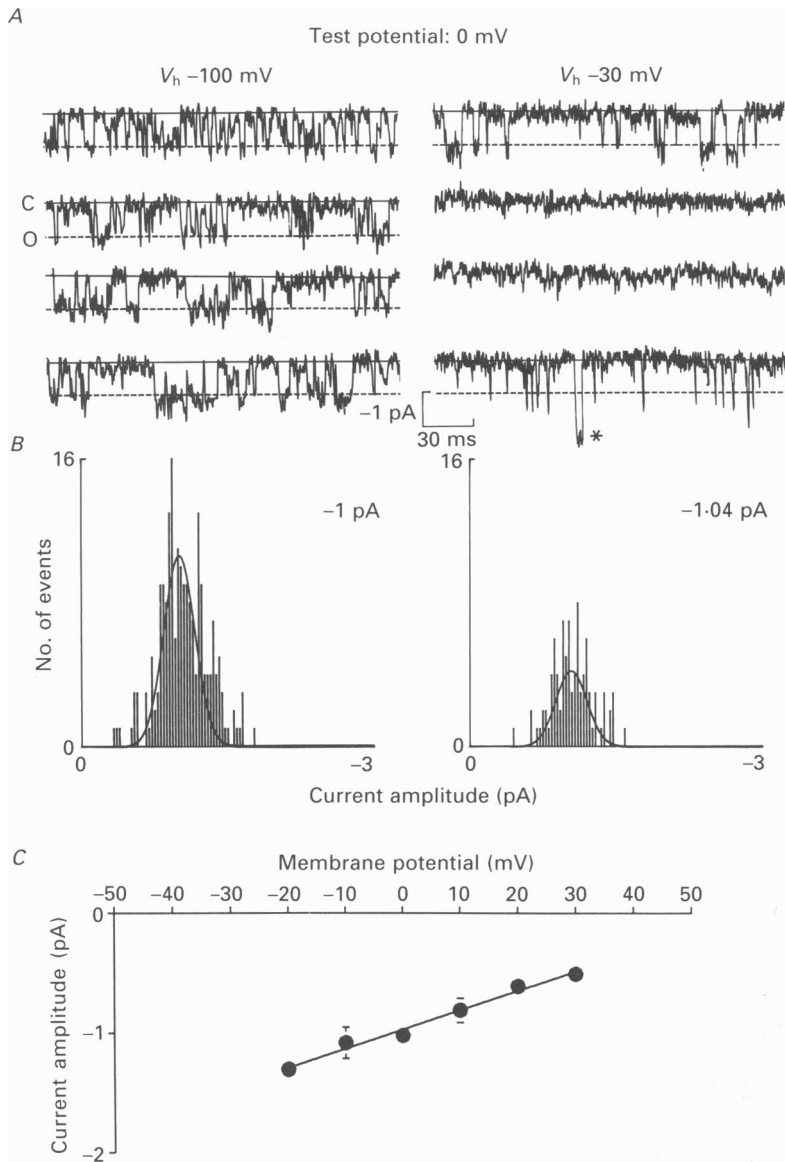 A
Test potential: 0 mV
Vh −100 mV
Vh −30 mV
C
O
−1 pA
30 ms
*
B
16
−1 pA
No. of events
0
0
−3
16
−1·04 pA
0
0
−3
Current amplitude (pA)
C
Membrane potential (mV)
−50 −40 −30 −20 −10 0 10 20 30 40 50
0
−1
−2
Current amplitude (pA)